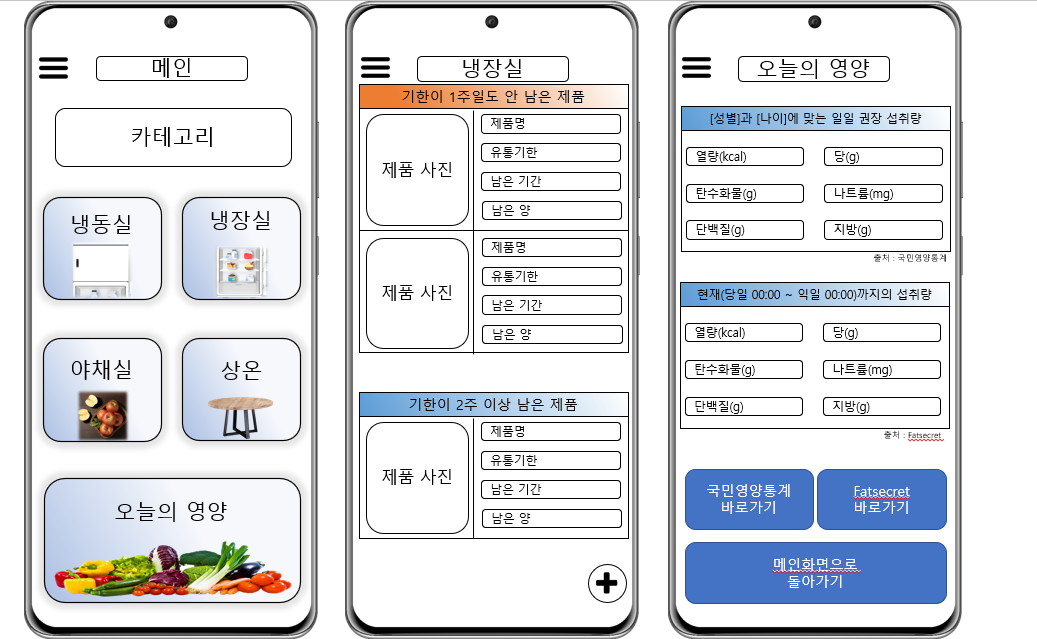 메인
카테고리
냉동실
냉장실
야채실
상온
오늘의 영양
냉장실
기한이 1주일도 안 남은 제품
제품 사진
제품명
유통기한
남은 기간
남은 양
제품 사진
제품명
유통기한
남은 기간
남은 양
기한이 2주 이상 남은 제품
제품 사진
제품명
유통기한
남은 기간
남은 양
오늘의 영양
[성별]과 [나이]에 맞는 일일 권장 섭취량
열량(kcal)
당(g)
탄수화물(g)
나트륨(mg)
단백질(g)
지방(g)
출처 : 국민영양통계
현재(당일 00:00 ~ 익일 00:00)까지의 섭취량
열량(kcal)
당(g)
탄수화물(g)
나트륨(mg)
단백질(g)
지방(g)
출처 : Fatsecret
국민영양통계
바로가기
Fatsecret
바로가기
메인화면으로
돌아가기